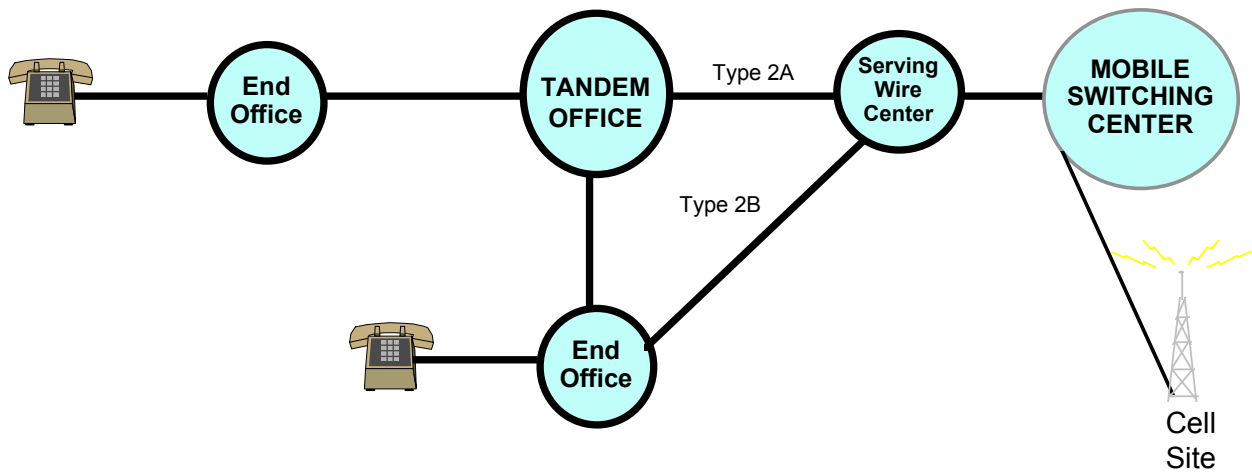 End
Office
TANDEM
OFFICE
Type 2A
Serving
Wire
Center
MOBILE
SWITCHING
CENTER
Type 2B
End
Office
Cell
Site